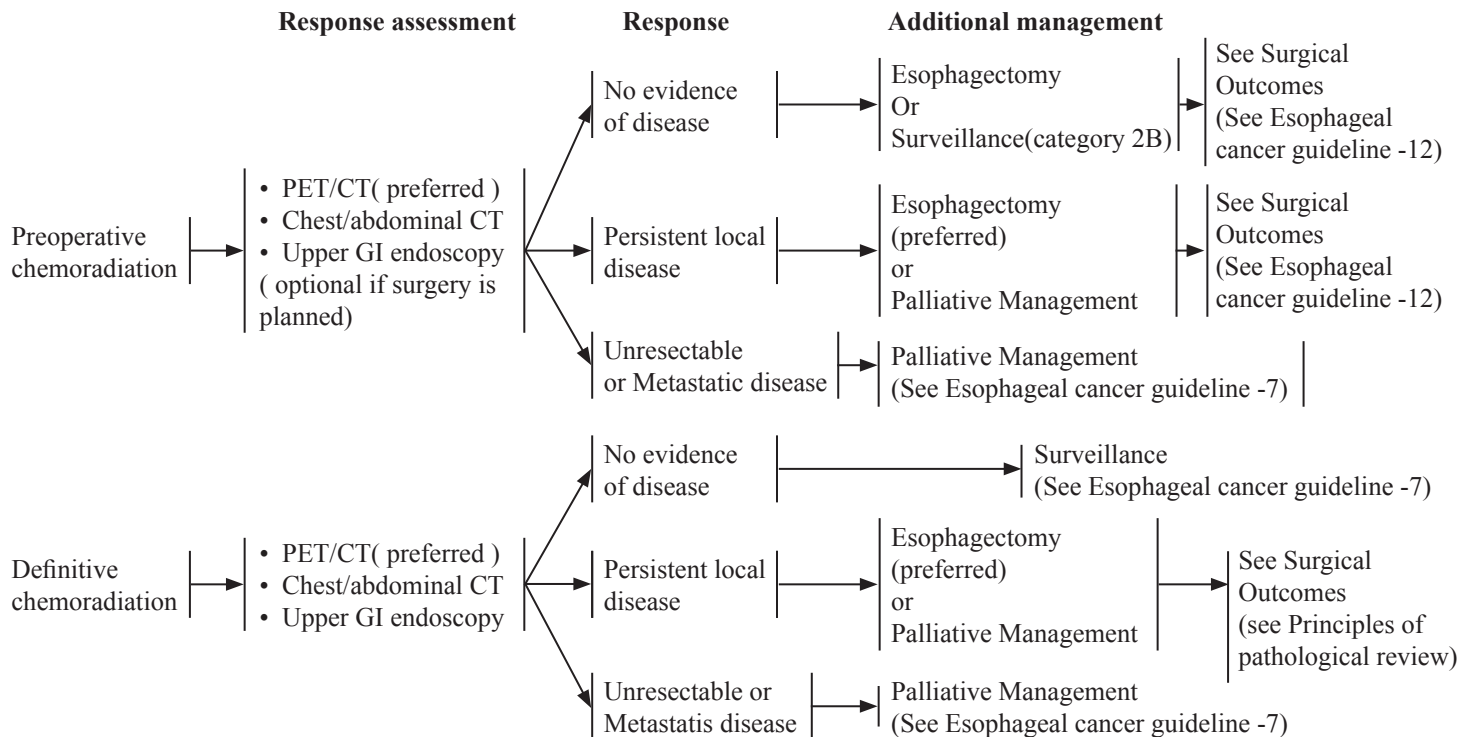 Response assessment
Response
Additional management
Preoperative
chemoradiation
• PET/CT( preferred )
• Chest/abdominal CT
• Upper GI endoscopy
( optional if surgery is
planned)
No evidence
of disease
Esophagectomy
Or
Surveillance(category 2B)
See Surgical
Outcomes
(See Esophageal
cancer guideline -12)
Persistent local
disease
Esophagectomy
(preferred)
or
Palliative Management
See Surgical
Outcomes
(See Esophageal
cancer guideline -12)
Unresectable
or Metastatic disease
Palliative Management
(See Esophageal cancer guideline -7)
Definitive
chemoradiation
• PET/CT( preferred )
• Chest/abdominal CT
• Upper GI endoscopy
No evidence
of disease
Surveillance
(See Esophageal cancer guideline -7)
Persistent local
disease
Esophagectomy
(preferred)
or
Palliative Management
See Surgical
Outcomes
(see Principles of
pathological review)
Unresectable or
Metastatis disease
Palliative Management
(See Esophageal cancer guideline -7)